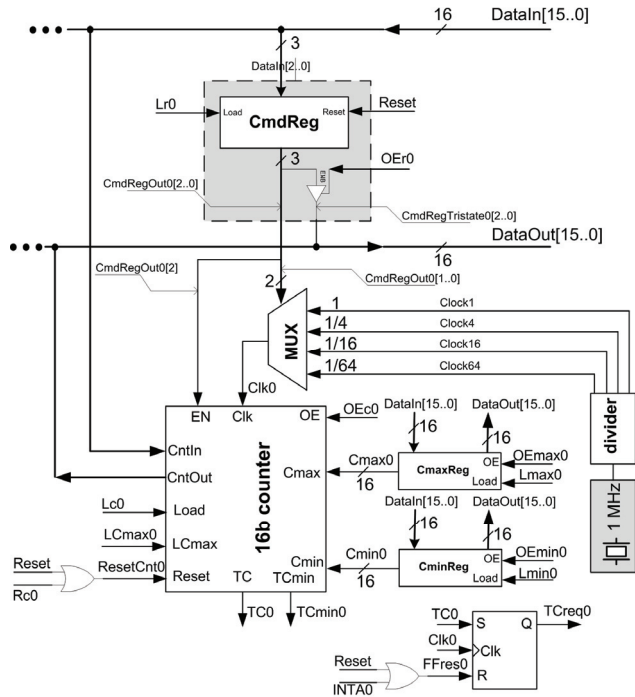 16 DataIn[15..0]
3
DataIn[2..0]
Lr0 Load Reset Reset
CmdReg
3 OEr0
ENB
CmdRegOut0[2..0]
CmdRegTristate0[2..0]
DataOut[15..0]
16
CmdRegOut0[2]
CmdRegOut0[1..0]
2
MUX
1 Clock1
1/4 Clock4
1/16 Clock16
1/64 Clock64
Clk0
divider
1 MHz
EN Clk OE OEc0
DataIn[15..0] DataOut[15..0]
16 16
CntIn
CntOut
Load
LCmax
Reset
16b counter
Cmax
Cmin
TC TCmin
Cmax0
16
OE OEmax0
CmaxReg
Load Lmax0
DataIn[15..0] DataOut[15..0]
16 16
Cmin0
16
OE OEmin0
CminReg
Load Lmin0
Lc0
LCmax0
Reset
ResetCnt0
Rc0
TC0 TCmin0
TC0 S Q TCreq0
Clk0 Clk
Reset
FFres0 R
INTA0